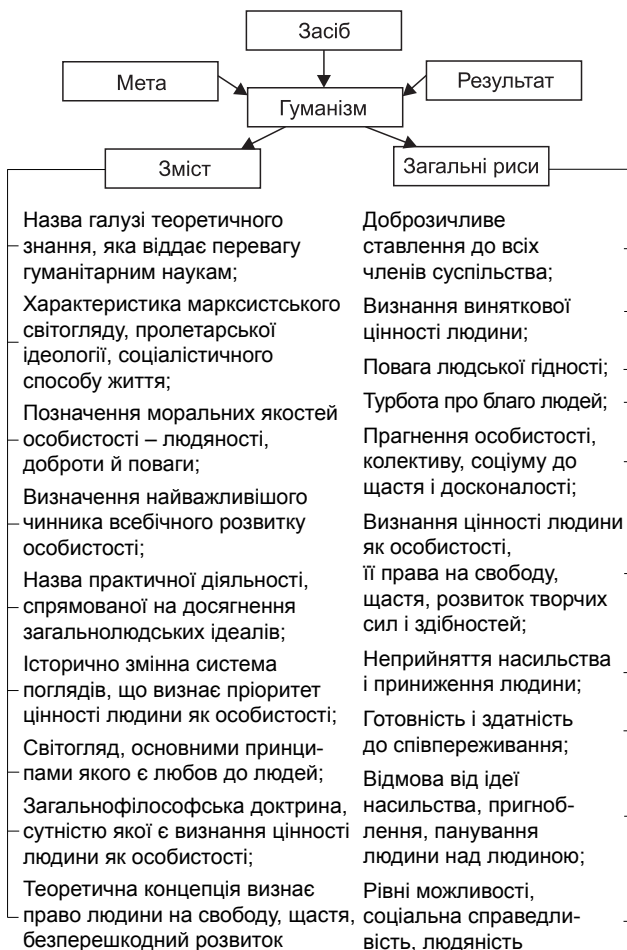 Засіб
Мета
Результат
Гуманізм
Зміст
Загальні риси
Назва галузі теоретичного
знання, яка віддає перевагу
гуманітарним наукам;
Характеристика марксистського
світогляду, пролетарської
ідеології, соціалістичного
способу життя;
Позначення моральних якостей
особистості – людяності,
доброти й поваги;
Визначення найважливішого
чинника всебічного розвитку
особистості;
Назва практичної діяльності,
спрямованої на досягнення
загальнолюдських ідеалів;
Історично змінна система
поглядів, що визнає пріоритет
цінності людини як особистості;
Світогляд, основними принци-
пами якого є любов до людей;
Загальнофілософська доктрина,
сутністю якої є визнання цінності
людини як особистості;
Теоретична концепція визнає
право людини на свободу, щастя,
безперешкодний розвиток
Доброзичливе
ставлення до всіх
членів суспільства;
Визнання виняткової
цінності людини;
Повага людської гідності;
Турбота про благо людей;
Прагнення особистості,
колективу, соціуму до
щастя і досконалості;
Визнання цінності людини
як особистості,
її права на свободу,
щастя, розвиток творчих
сил і здібностей;
Неприйняття насильства
і приниження людини;
Готовність і здатність
до співпереживання;
Відмова від ідеї
насильства, пригноб-
лення, панування
людини над людиною;
Рівні можливості,
соціальна справедли-
вість, людяність